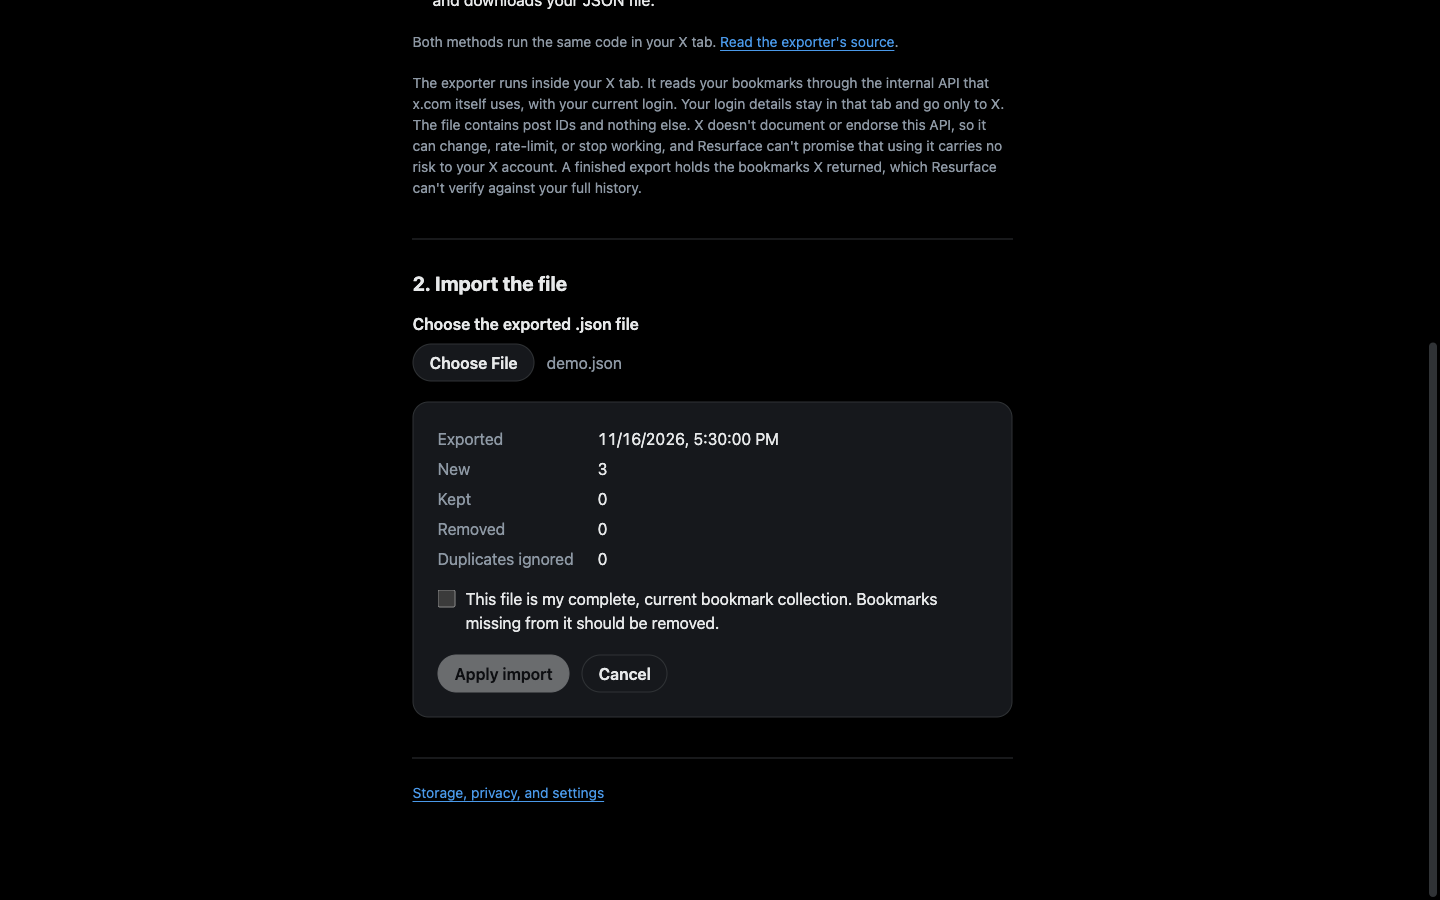 and downloads your JSON file.
Both methods run the same code in your X tab. Read the exporter's source.
The exporter runs inside your X tab. It reads your bookmarks through the internal API that
x.com itself uses, with your current login. Your login details stay in that tab and go only to X.
The file contains post IDs and nothing else. X doesn't document or endorse this API, so it
can change, rate-limit, or stop working, and Resurface can't promise that using it carries no
risk to your X account. A finished export holds the bookmarks X returned, which Resurface
can't verify against your full history.
2. Import the file
Choose the exported .json file
Choose File demo.json
Exported 11/16/2026, 5:30:00 PM
New 3
Kept 0
Removed 0
Duplicates ignored 0
This file is my complete, current bookmark collection. Bookmarks
missing from it should be removed.
Apply import Cancel
Storage, privacy, and settings